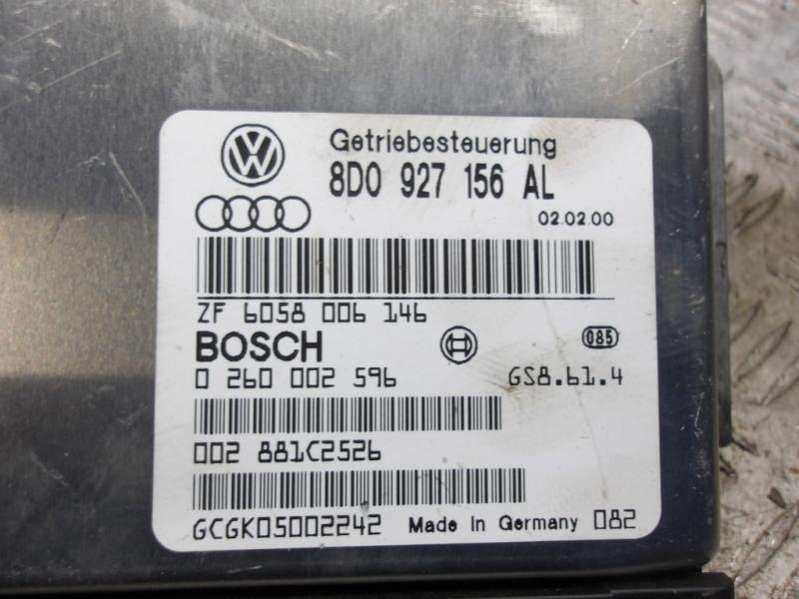 Getriebesteuerung
8D0 927 156 AL
02.02.00
ZF 6058 006 146
BOSCH
085
0 260 002 596 GS8.61.4
002 881C2526
GCGK05002242 Made in Germany 082